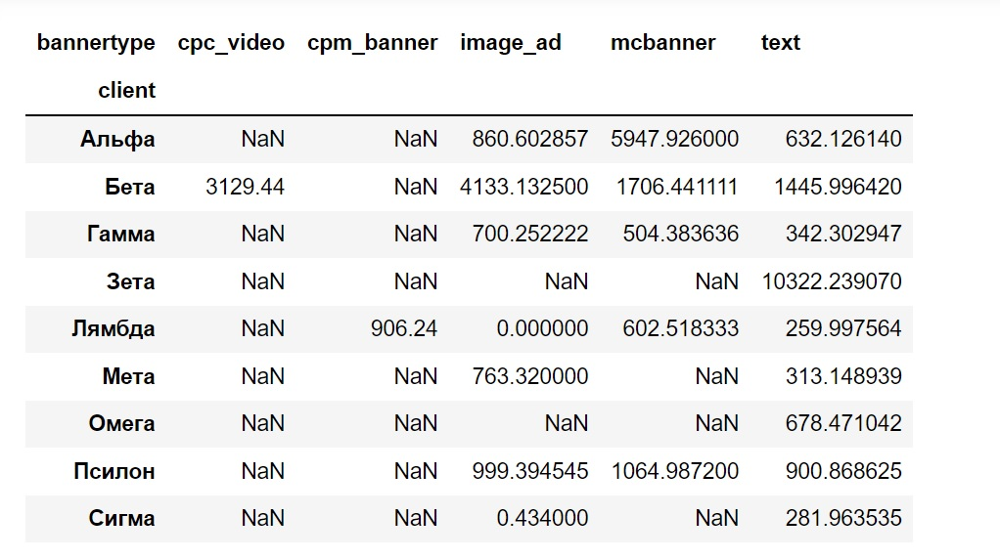 bannertype cpc_video cpm_banner image_ad mcbanner text
client
Альфа NaN NaN 860.602857 5947.926000 632.126140
Бета 3129.44 NaN 4133.132500 1706.441111 1445.996420
Гамма NaN NaN 700.252222 504.383636 342.302947
Зета NaN NaN NaN NaN 10322.239070
Лямбда NaN 906.24 0.000000 602.518333 259.997564
Мета NaN NaN 763.320000 NaN 313.148939
Омега NaN NaN NaN NaN 678.471042
Псилон NaN NaN 999.394545 1064.987200 900.868625
Сигма NaN NaN 0.434000 NaN 281.963535